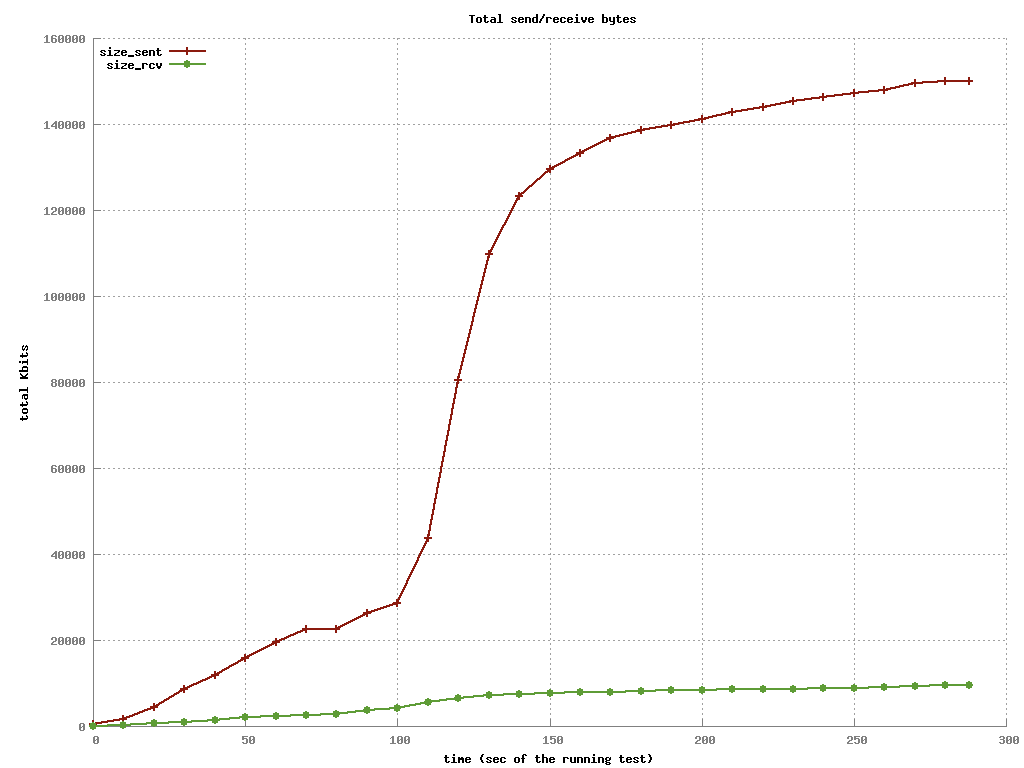 Total send/receive bytes
160000
size_sent
size_rcv
140000
120000
100000
total Kbits
80000
60000
40000
20000
0
0 50 100 150 200 250 300
time (sec of the running test)